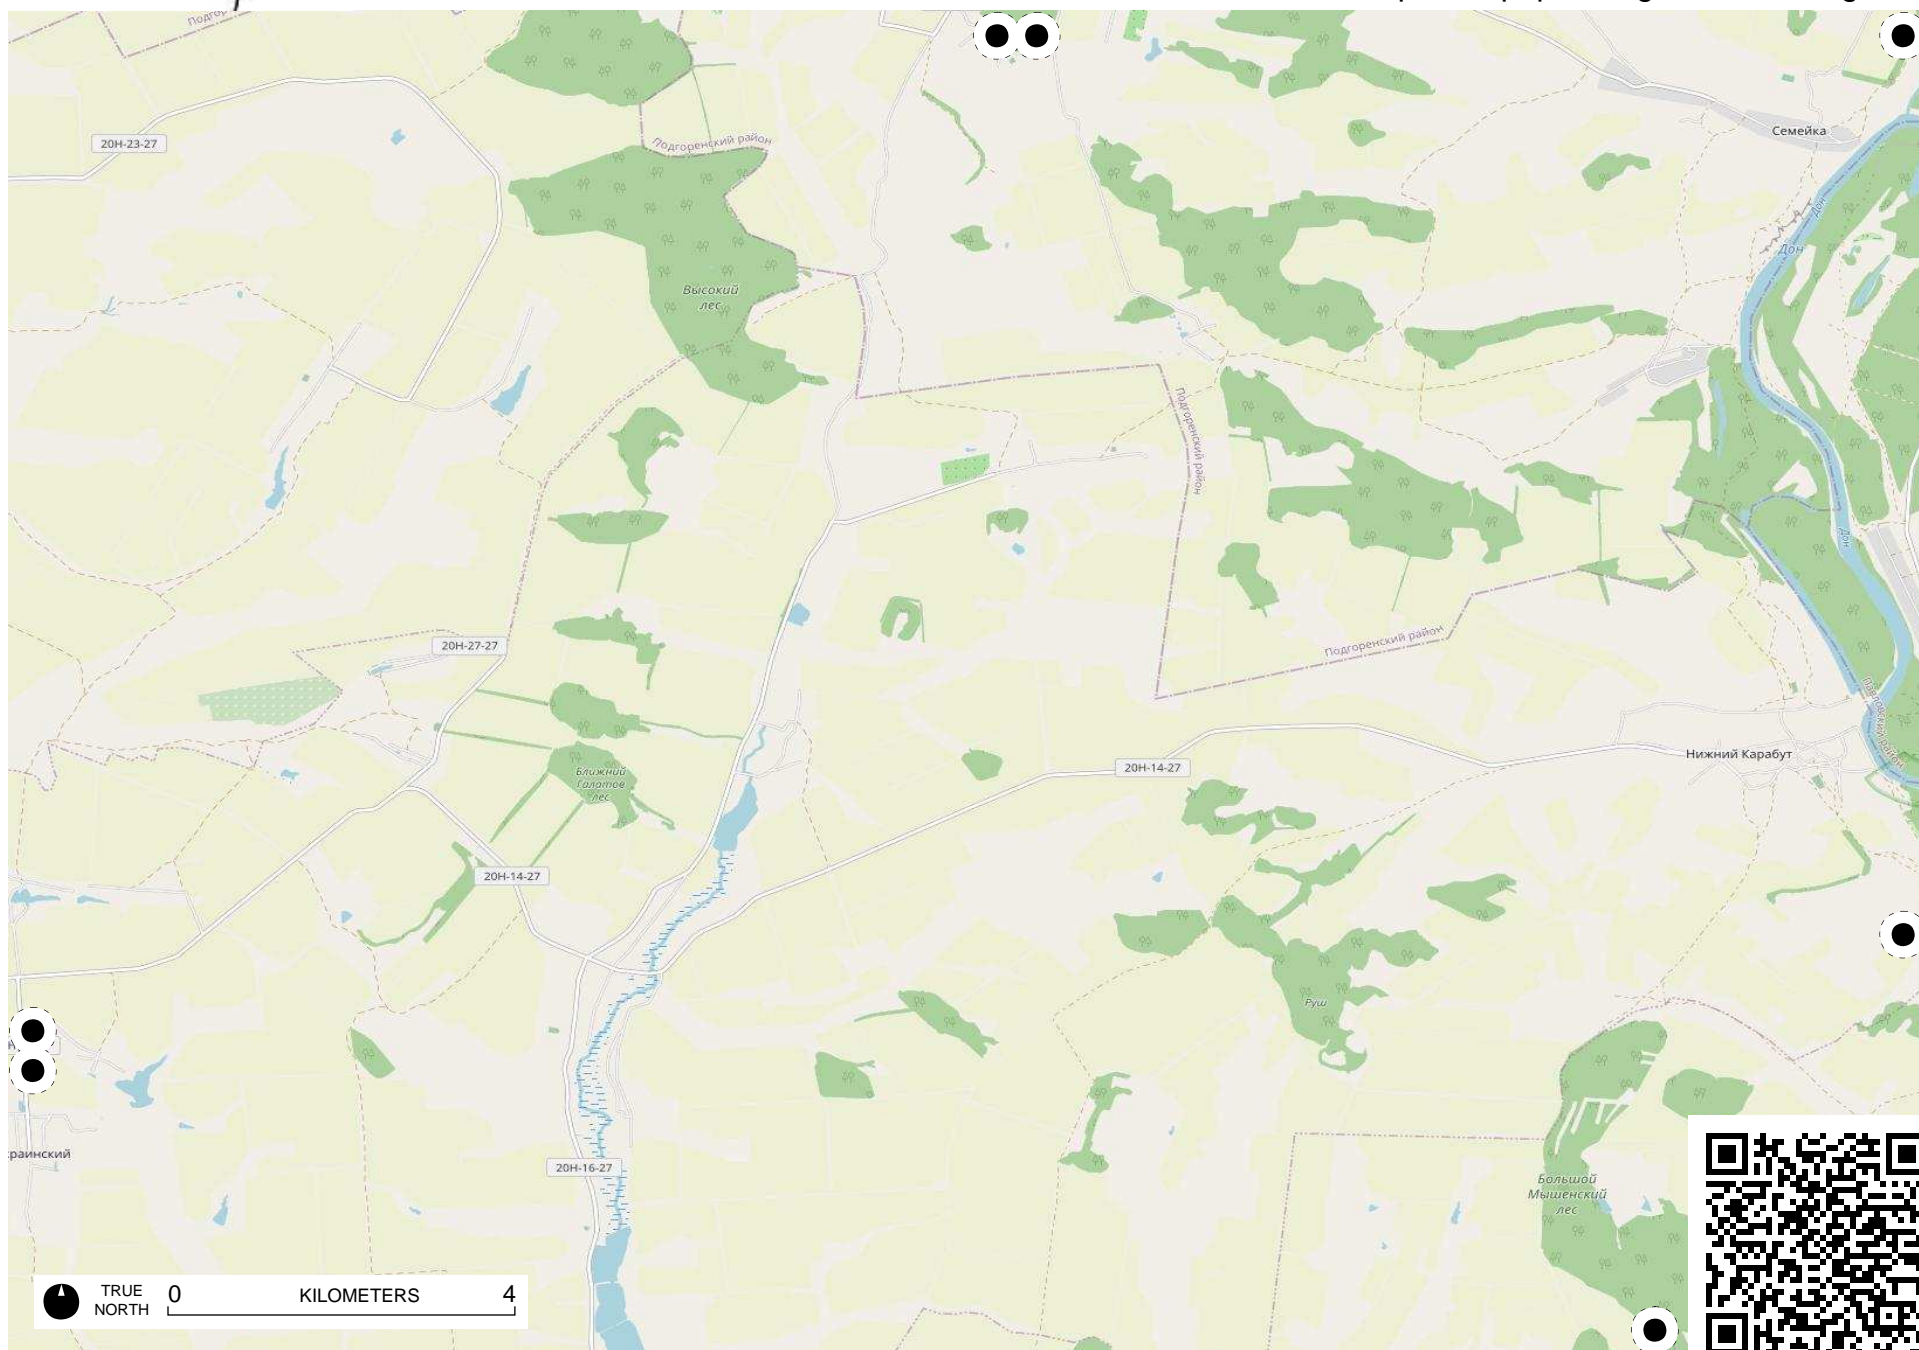 Подгоренский район
20Н-23-27
Семейка
Дон
Дон
Высокий
лес
Подгоренский район
Дон
20Н-27-27
Подгоренский район
Павловский район
Нижний Карабут
20Н-14-27
Ближний
Галатов
лес
20Н-14-27
Руш
20Н-16-27
Большой
Мышенский
лес
TRUE
NORTH
0 KILOMETERS 4